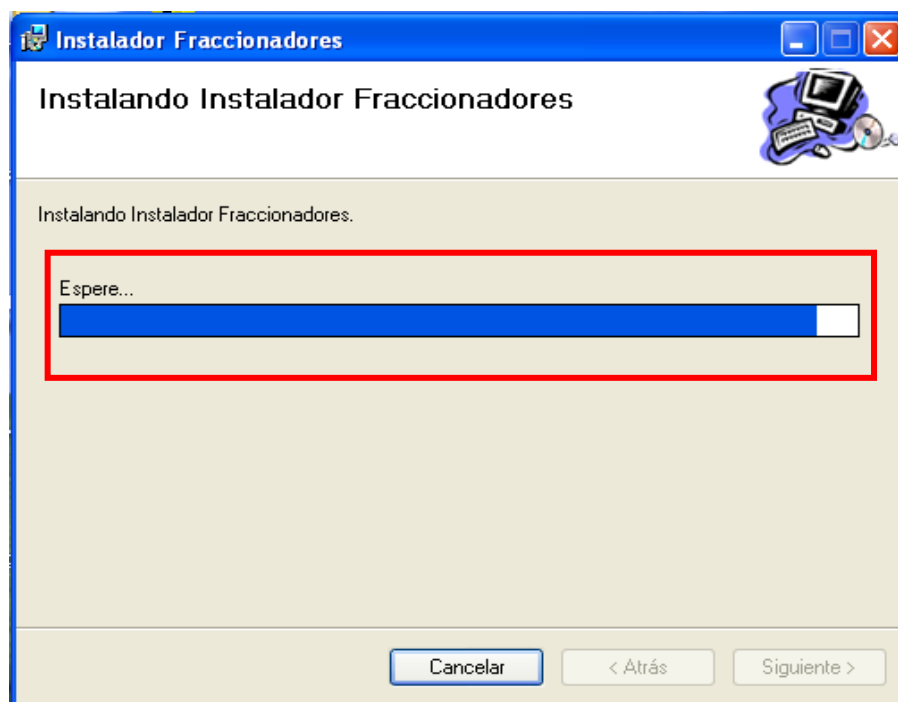 Instalador Fraccionadores
Instalando Instalador Fraccionadores
Instalando Instalador Fraccionadores.
Espere...
Cancelar
< Atrás
Siguiente >